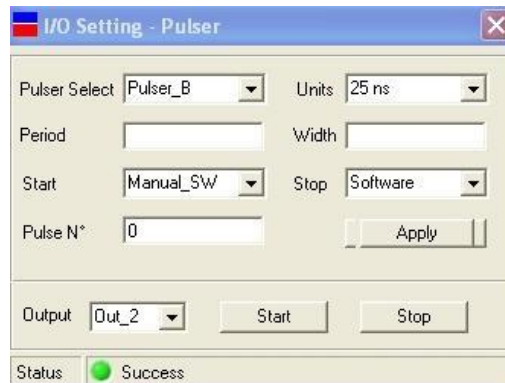 I/O Setting - Pulser
Pulser Select Pulser_B Units 25 ns
Period Width
Start Manual_SW Stop Software
Pulse N° 0 Apply
Output Out_2 Start Stop
Status Success